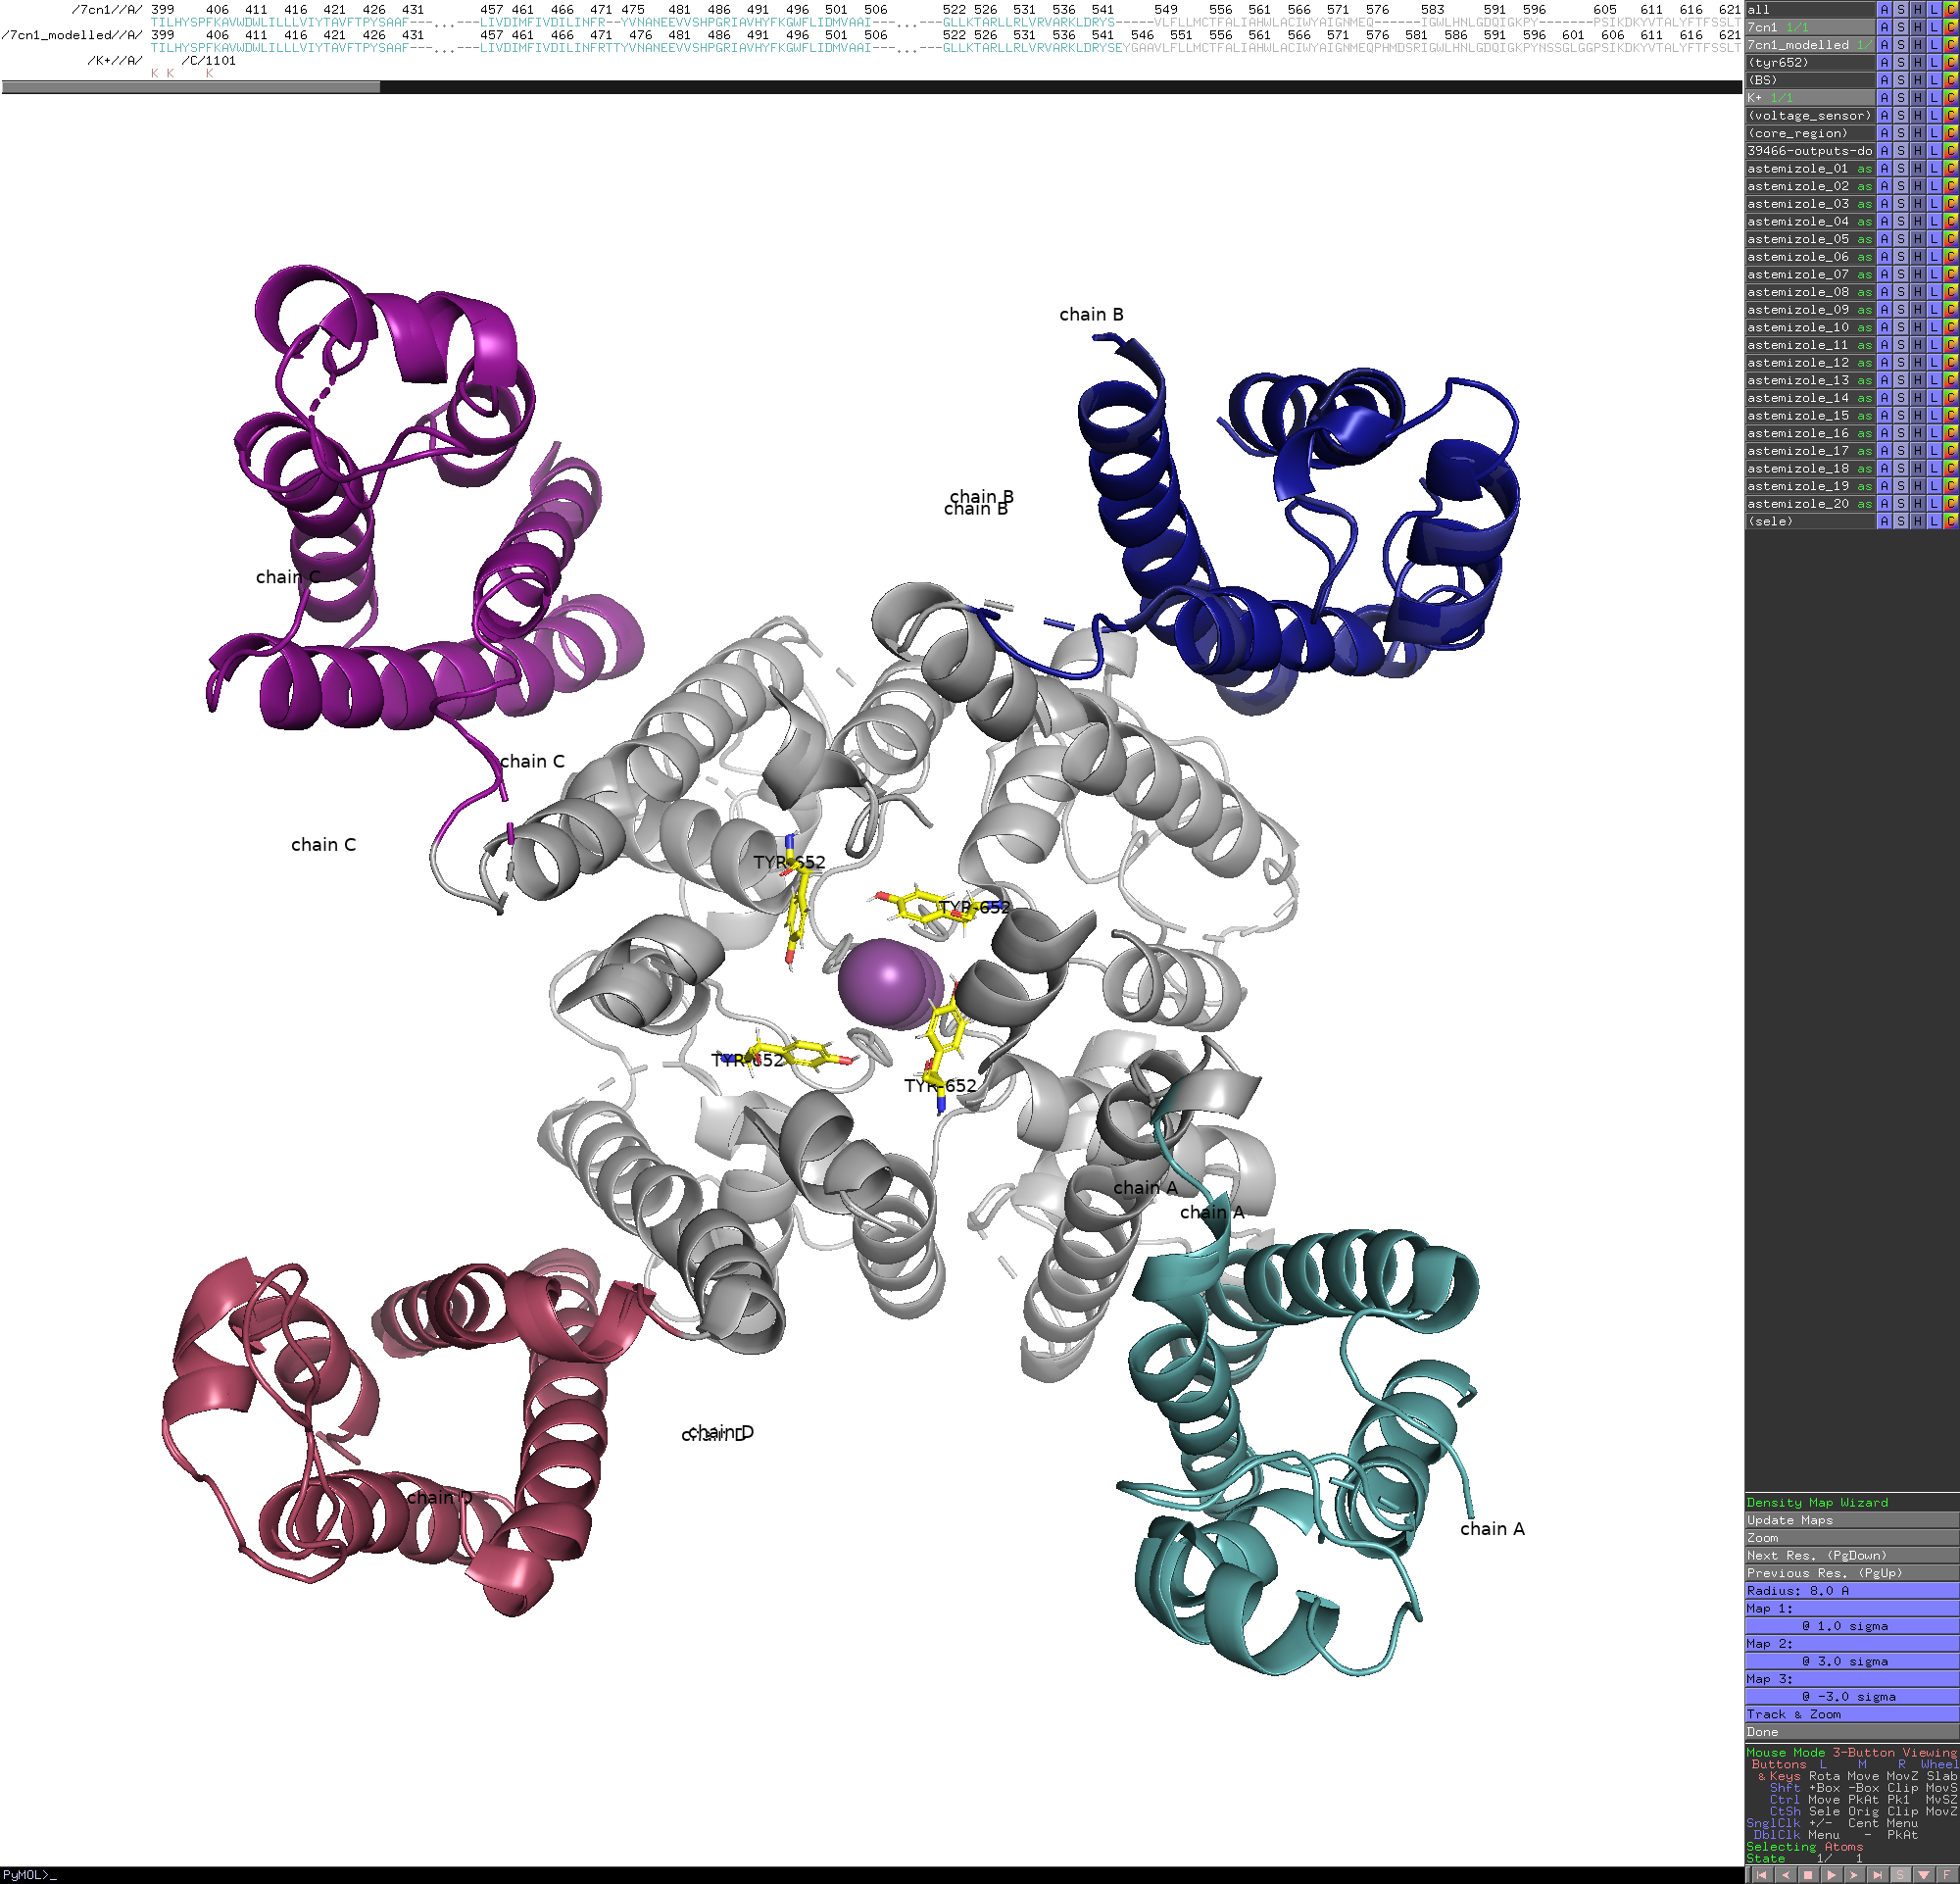 /7cn1//A/ 399 406 411 416 421 426 431 457 461 466 471 475 481 486 491 496 501 506 522 526 531 536 541 549 556 561 566 571 576 583 591 596 605 611 616 621
TILHYSPFKAVWDWLILLLVIYTAVFTPYSAAF---...---LIVDIMFIVDILINFR--YVNANEEVVSHPGRIAVHYFKGWFLIDMVAAI---...---GLLKTARLLRLVRVARKLDRYS-----VLFLLMCTFALIAHWLACIWYAIGNMEQ------IGWLHNLGDQIGKPY-------PSIKDKYVTALYFTFSSLT
/7cn1_modelled//A/ 399 406 411 416 421 426 431 457 461 466 471 475 481 486 491 496 501 506 522 526 531 536 541 546 551 556 561 566 571 576 581 586 591 596 601 606 611 616 621
TILHYSPFKAVWDWLILLLVIYTAVFTPYSAAF---...---LIVDIMFIVDILINFRTTYVNANEEVVSHPGRIAVHYFKGWFLIDMVAAI---...---GLLKTARLLRLVRVARKLDRYSEYGAAVLFLLMCTFALIAHWLACIWYAIGNMEQPHMDSRIGWLHNLGDQIGKPYNSSGLGGPSIKDKYVTALYFTFSSLT
/K+//A/ /C/1101
K K K
chain B
chain B
chain B
chain C
chain C
chain C
TYR-652
TYR-652
TYR-652
TYR-652
chain A
chain A
chain D
chain D
chain D
chain A
all A S H L C
7cn1 1/1 A S H L C
7cn1_modelled 1/ A S H L C
(tyr652) A S H L C
(BS) A S H L C
K+ 1/1 A S H L C
(voltage_sensor) A S H L C
(core_region) A S H L C
39466-outputs-do A S H L C
astemizole_01 as A S H L C
astemizole_02 as A S H L C
astemizole_03 as A S H L C
astemizole_04 as A S H L C
astemizole_05 as A S H L C
astemizole_06 as A S H L C
astemizole_07 as A S H L C
astemizole_08 as A S H L C
astemizole_09 as A S H L C
astemizole_10 as A S H L C
astemizole_11 as A S H L C
astemizole_12 as A S H L C
astemizole_13 as A S H L C
astemizole_14 as A S H L C
astemizole_15 as A S H L C
astemizole_16 as A S H L C
astemizole_17 as A S H L C
astemizole_18 as A S H L C
astemizole_19 as A S H L C
astemizole_20 as A S H L C
(sele) A S H L C
Density Map Wizard
Update Maps
Zoom
Next Res. (PgDown)
Previous Res. (PgUp)
Radius: 8.0 A
Map 1:
@ 1.0 sigma
Map 2:
@ 3.0 sigma
Map 3:
@ -3.0 sigma
Track & Zoom
Done
Mouse Mode 3-Button Viewing
Buttons L M R Wheel
& Keys Rota Move MovZ Slab
Shft +Box -Box Clip MovS
Ctrl Move PkAt Pk1 MvSZ
CtSh Sele Orig Clip MovZ
SnglClk +/- Cent Menu
DblClk Menu - PkAt
Selecting Atoms
State 1/ 1
S F
PyMOL>_